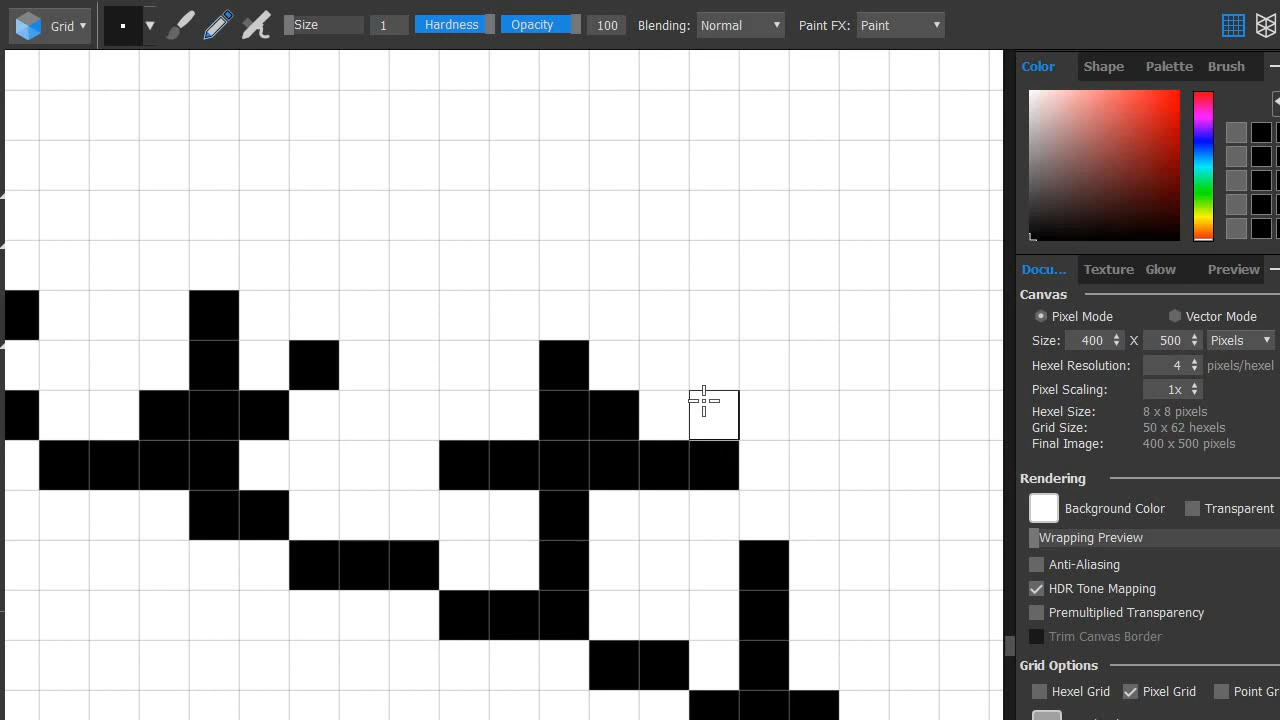 Grid Size 1 Hardness Opacity 100 Blending: Normal Paint FX: Paint
Color Shape Palette Brush
Docu... Texture Glow Preview
Canvas
Pixel Mode Vector Mode
Size: 400 X 500 Pixels
Hexel Resolution: 4 pixels/hexel
Pixel Scaling: 1x
Hexel Size: 8 x 8 pixels
Grid Size: 50 x 62 hexels
Final Image: 400 x 500 pixels
Rendering
Background Color Transparent
Wrapping Preview
Anti-Aliasing
HDR Tone Mapping
Premultiplied Transparency
Trim Canvas Border
Grid Options
Hexel Grid Pixel Grid Point Gr